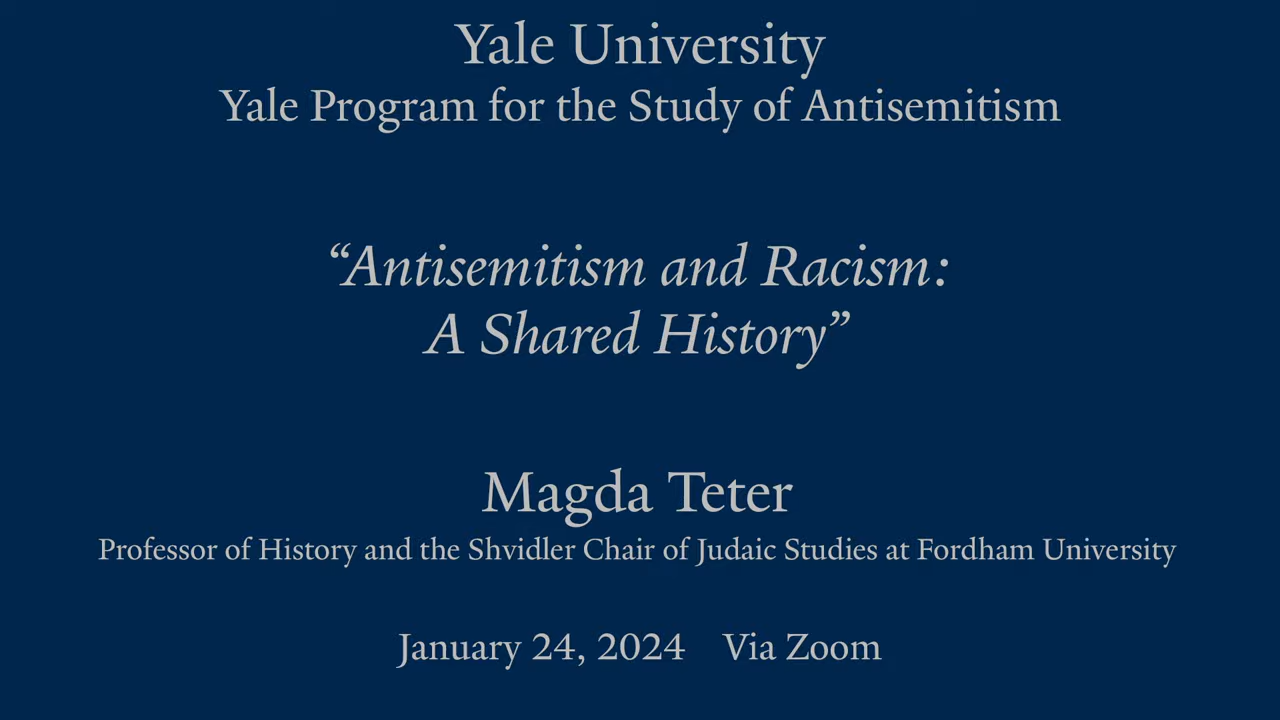 Yale University
Yale Program for the Study of Antisemitism
“Antisemitism and Racism:
A Shared History”
Magda Teter
Professor of History and the Shvidler Chair of Judaic Studies at Fordham University
January 24, 2024 Via Zoom